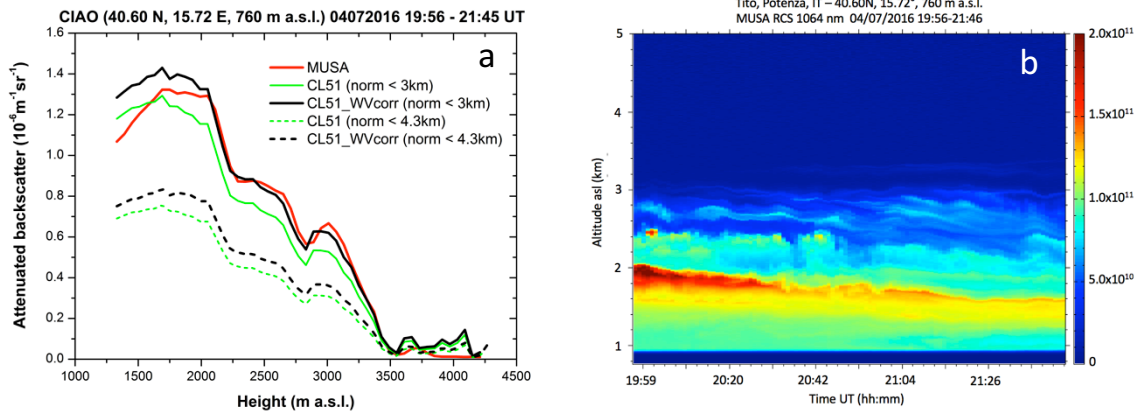 CIAO (40.60 N, 15.72 E, 760 m a.s.l.) 04072016 19:56 - 21:45 UT
a
MUSA
CL51 (norm < 3km)
CL51_WVcorr (norm < 3km)
CL51 (norm < 4.3km)
CL51_WVcorr (norm < 4.3km)
Attenuated backscatter (10⁻⁶m⁻¹sr⁻¹)
1.6
1.4
1.2
1.0
0.8
0.6
0.4
0.2
0.0
1000 1500 2000 2500 3000 3500 4000 4500
Height (m a.s.l.)
Tito, Potenza, IT – 40.60N, 15.72°, 760 m a.s.l.
MUSA RCS 1064 nm 04/07/2016 19:56-21:46
b
Altitude asl (km)
5
4
3
2
1
19:59 20:20 20:42 21:04 21:26
Time UT (hh:mm)
2.0x10¹¹
1.5x10¹¹
1.0x10¹¹
5.0x10¹⁰
0